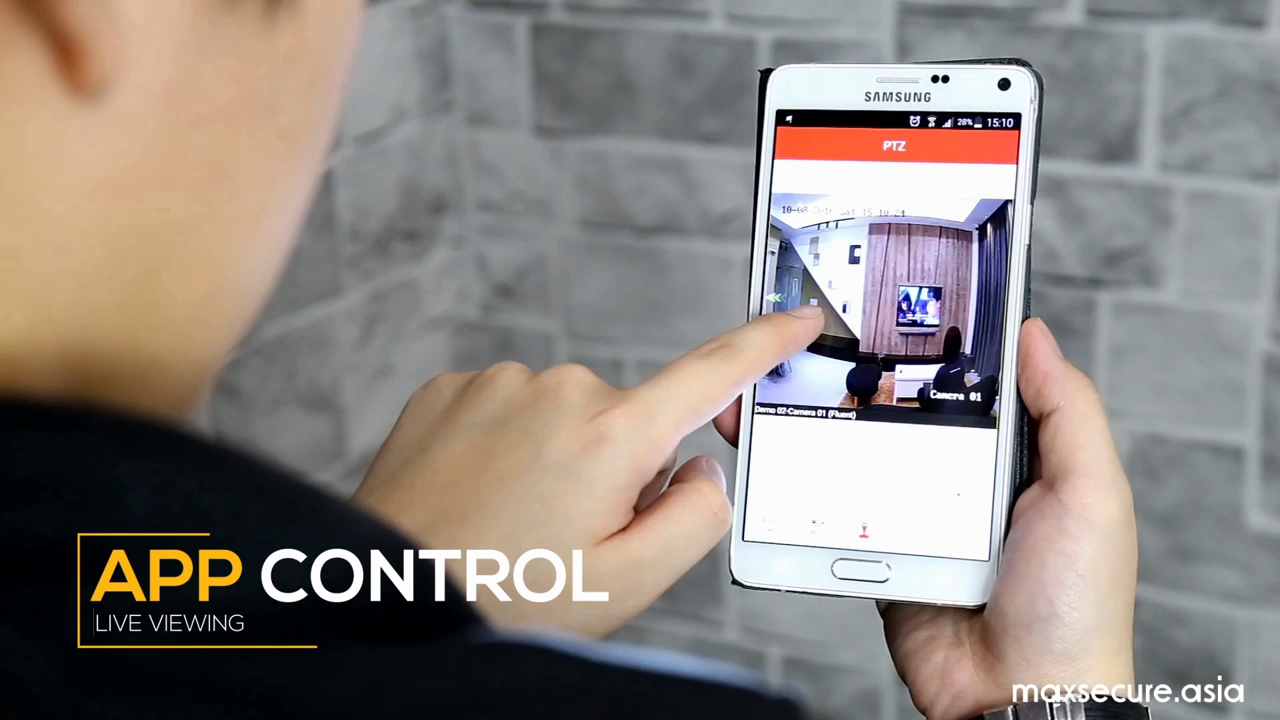 SAMSUNG
28% 15:10
PTZ
Camera 01
Demo 02-Camera 01 (Fluent)
APP CONTROL
LIVE VIEWING
maxsecure.asia